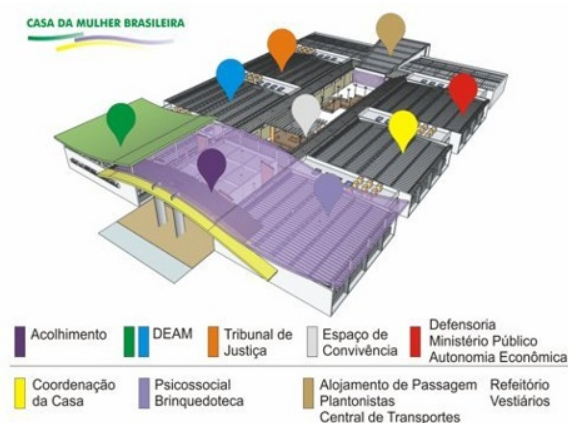 CASA DA MULHER BRASILEIRA
Acolhimento
DEAM
Tribunal de
Justiça
Espaço de
Convivência
Defensoria
Ministério Público
Autonomia Econômica
Coordenação
da Casa
Psicossocial
Brinquedoteca
Alojamento de Passagem
Plantonistas
Central de Transportes
Refeitório
Vestiários